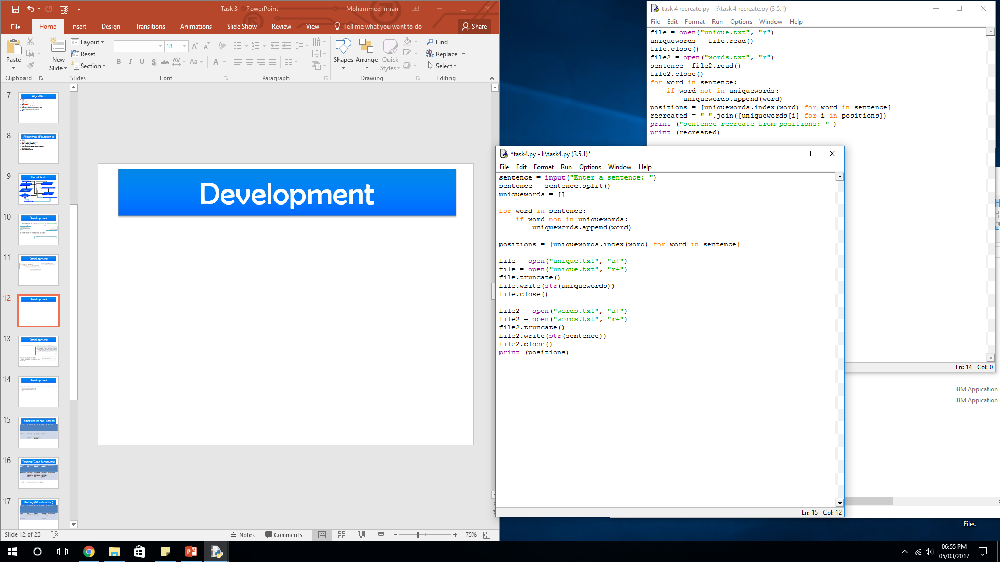 Task 3 - PowerPoint
Mohammed Imran
File Home Insert Design Transitions Animations Slide Show Review View Tell me what you want to do Share
Paste
New
Slide
Layout
Reset
Section
18
B I U S abc AV Aa A
Shapes
Arrange
Quick
Styles
Find
Replace
Select
Clipboard Slides Font Paragraph Drawing Editing
7
Algorithm
8
Algorithm (Program 1)
9
Flow Charts
10
Development
11
Development
12
Development
13
Development
14
Development
15
Testing (Inputs and Outputs)
16
Testing (Case Sensitivity)
17
Testing (Punctuation)
Development
Slide 12 of 23
Notes
Comments
75%
task 4 recreate.py - I:\task 4 recreate.py (3.5.1)
File Edit Format Run Options Window Help
file = open("unique.txt", "r")
uniquewords = file.read()
file.close()
file2 = open("words.txt", "r")
sentence =file2.read()
file2.close()
for word in sentence:
    if word not in uniquewords:
        uniquewords.append(word)
positions = [uniquewords.index(word) for word in sentence]
recreated = " ".join([uniquewords[i] for i in positions])
print ("sentence recreate from positions: " )
print (recreated)
Ln: 14 Col: 0
*task4.py - I:\task4.py (3.5.1)*
File Edit Format Run Options Window Help
sentence = input("Enter a sentence: ")
sentence = sentence.split()
uniquewords = []
for word in sentence:
    if word not in uniquewords:
        uniquewords.append(word)
positions = [uniquewords.index(word) for word in sentence]
file = open("unique.txt", "a+")
file = open("unique.txt", "r+")
file.truncate()
file.write(str(uniquewords))
file.close()
file2 = open("words.txt", "a+")
file2 = open("words.txt", "r+")
file2.truncate()
file2.write(str(sentence))
file2.close()
print (positions)
Ln: 15 Col: 12
IBM Appication
IBM Appication
Files
06:55 PM
05/03/2017